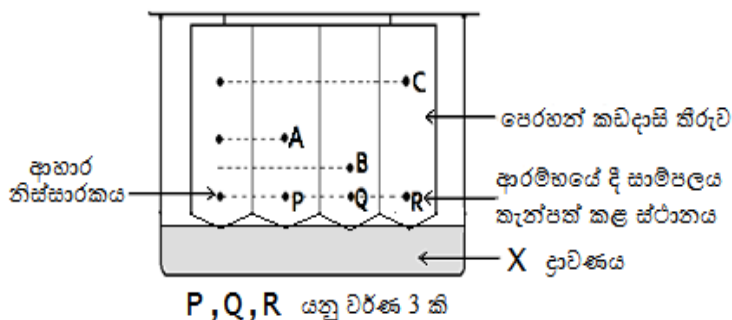 C
පෙරහන් කඩදාසි තීරුව
A
B
ආහාර
නිස්සාරකය
P
Q
R
ආරම්භයේ දී සාම්පලය
තැන්පත් කළ ස්ථානය
X ද්‍රාවණය
P , Q , R යනු වර්ණ 3 කි